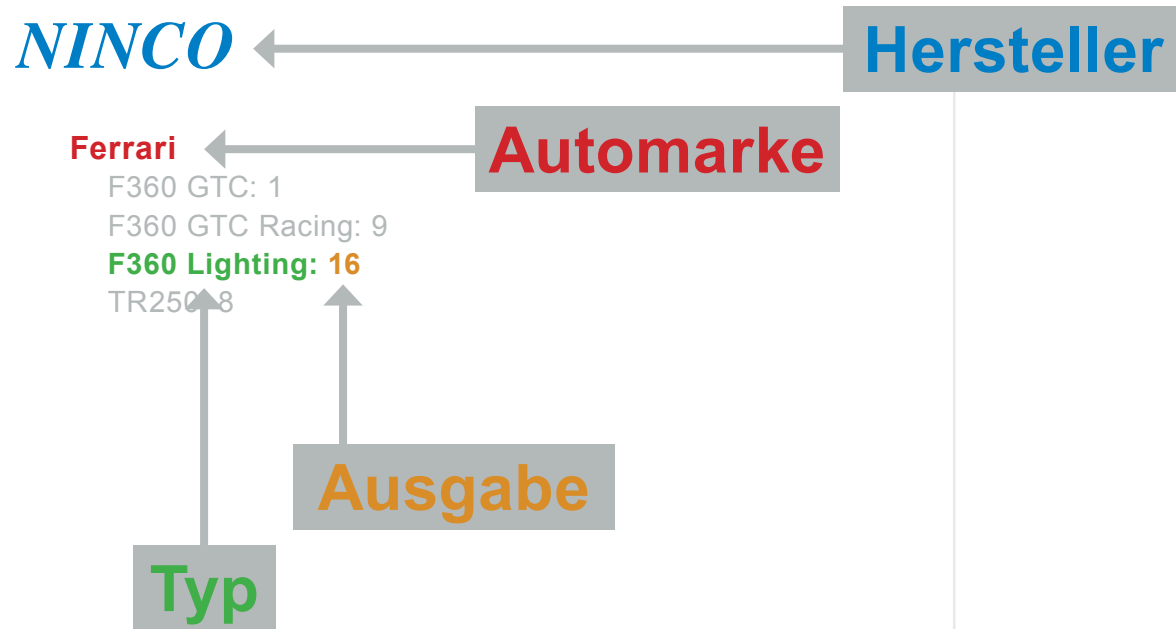 NINCO
Hersteller
Ferrari
Automarke
F360 GTC: 1
F360 GTC Racing: 9
F360 Lighting: 16
TR250: 8
Ausgabe
Typ